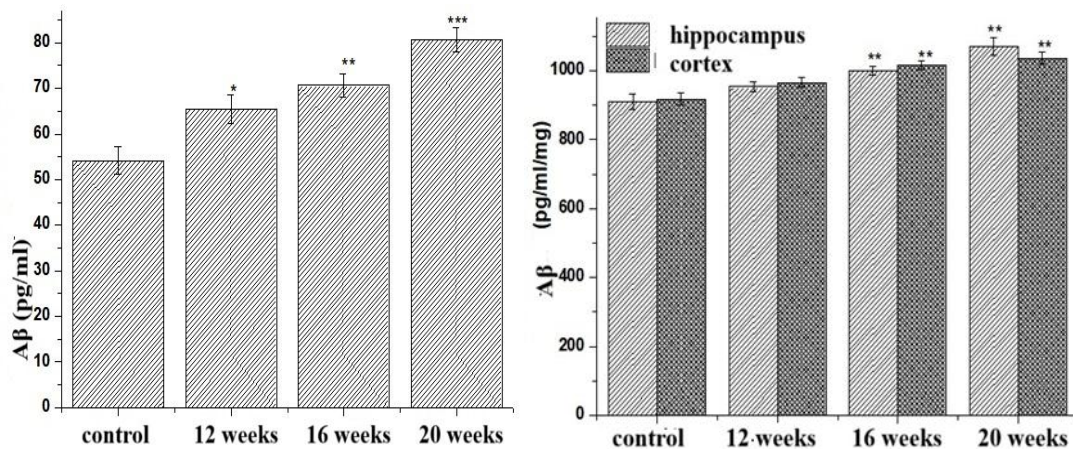 80
70
60
50
40
30
20
10
0
Aβ (pg/ml)
*
**
***
control
12 weeks
16 weeks
20 weeks
hippocampus
cortex
1000
800
600
400
200
0
Aβ (pg/ml/mg)
**
**
**
**
control
12 weeks
16 weeks
20 weeks